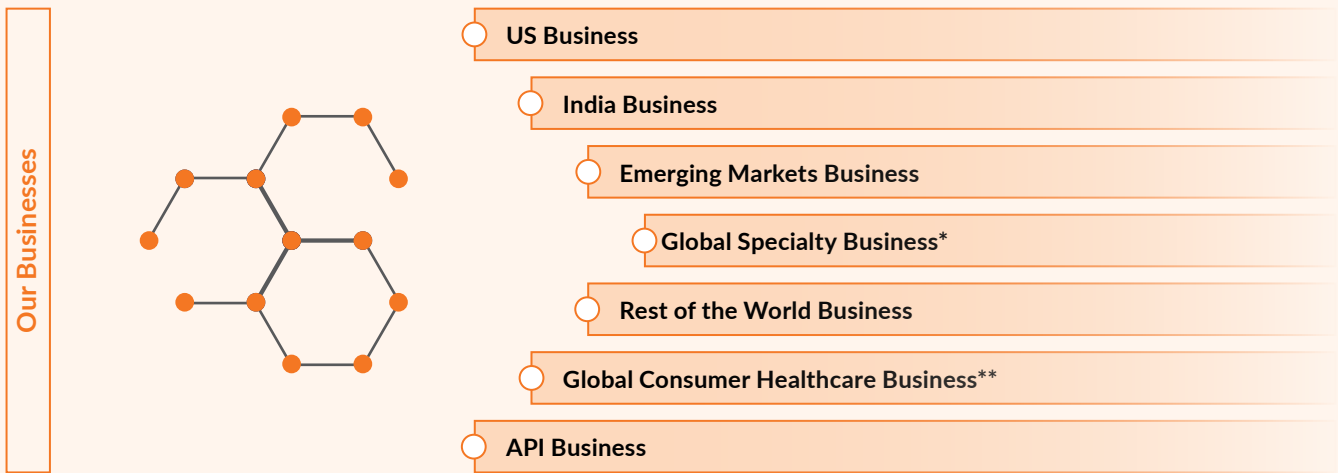 Our Businesses
US Business
India Business
Emerging Markets Business
Global Specialty Business*
Rest of the World Business
Global Consumer Healthcare Business**
API Business